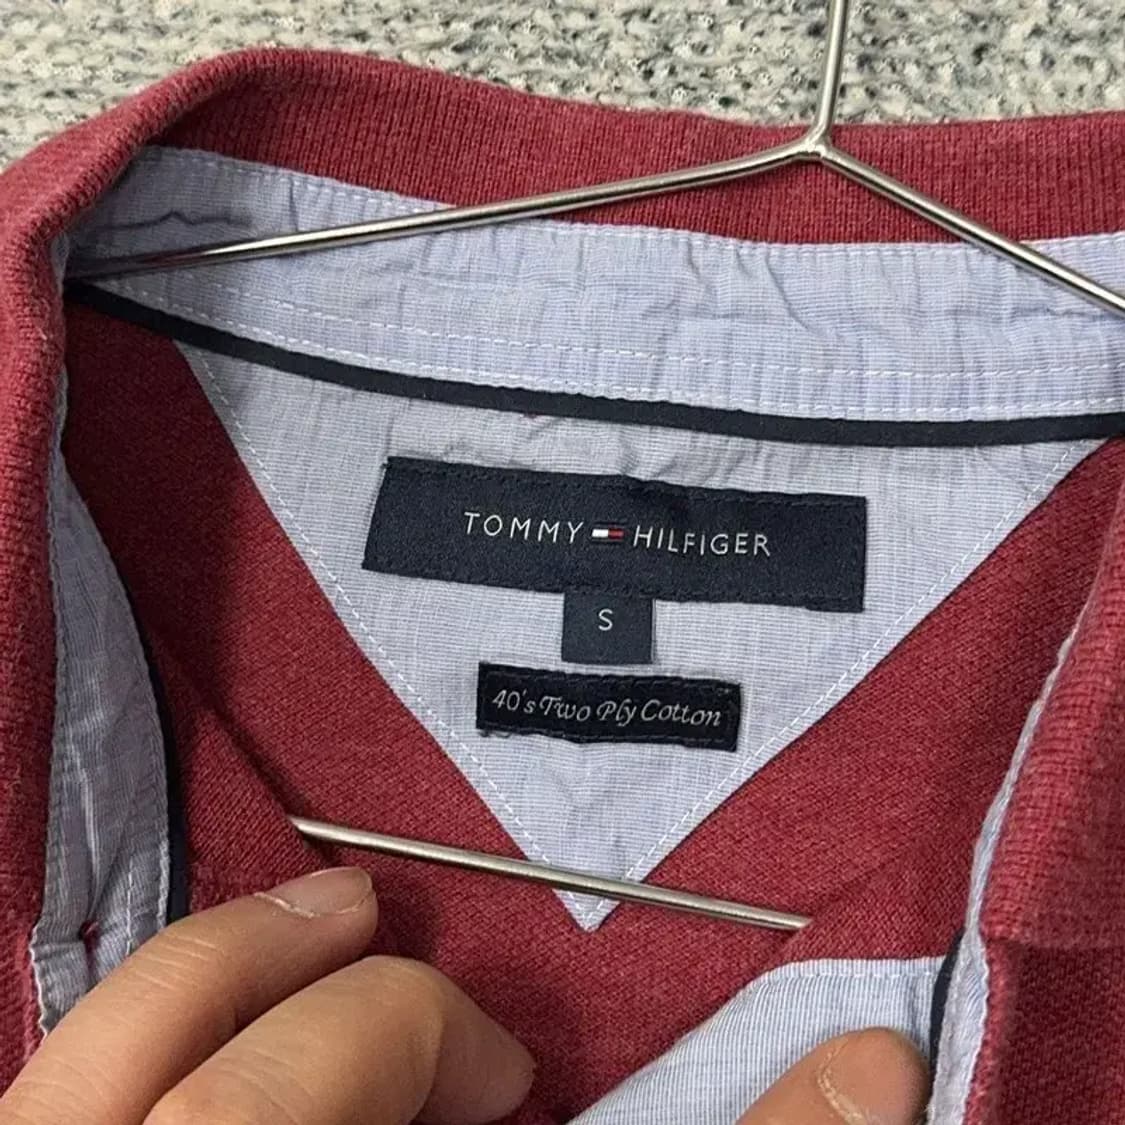 TOMMY HILFIGER
S
40's Two Ply Cotton